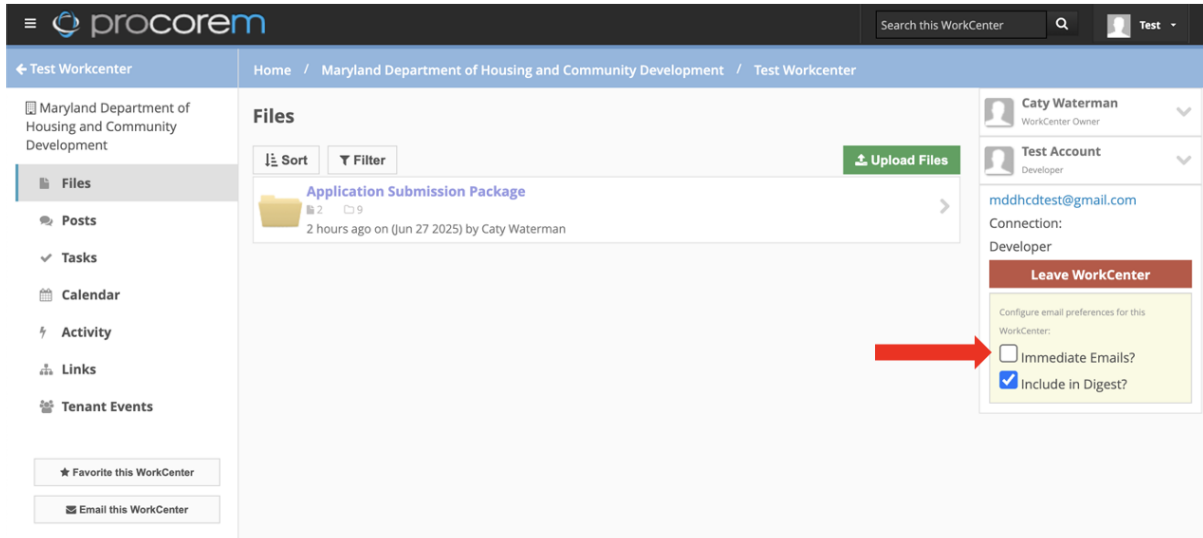 procorem
Search this WorkCenter
Test
Test Workcenter
Home / Maryland Department of Housing and Community Development / Test Workcenter
Maryland Department of
Housing and Community
Development
Files
Posts
Tasks
Calendar
Activity
Links
Tenant Events
Favorite this WorkCenter
Email this WorkCenter
Files
Sort
Filter
Upload Files
Application Submission Package
2 9
2 hours ago on (Jun 27 2025) by Caty Waterman
Caty Waterman
WorkCenter Owner
Test Account
Developer
mddhcdtest@gmail.com
Connection:
Developer
Leave WorkCenter
Configure email preferences for this
WorkCenter:
Immediate Emails?
Include in Digest?